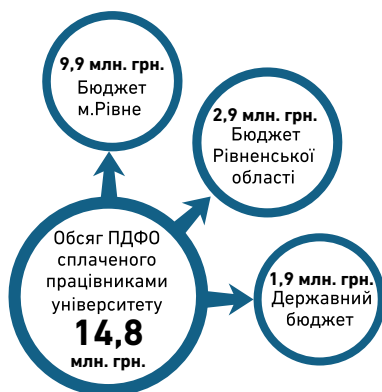 9,9 млн. грн.
Бюджет
м.Рівне
2,9 млн. грн.
Бюджет
Рівненської
області
Обсяг ПДФО
сплаченого
працівниками
університету
14,8
млн. грн.
1,9 млн. грн.
Державний
бюджет